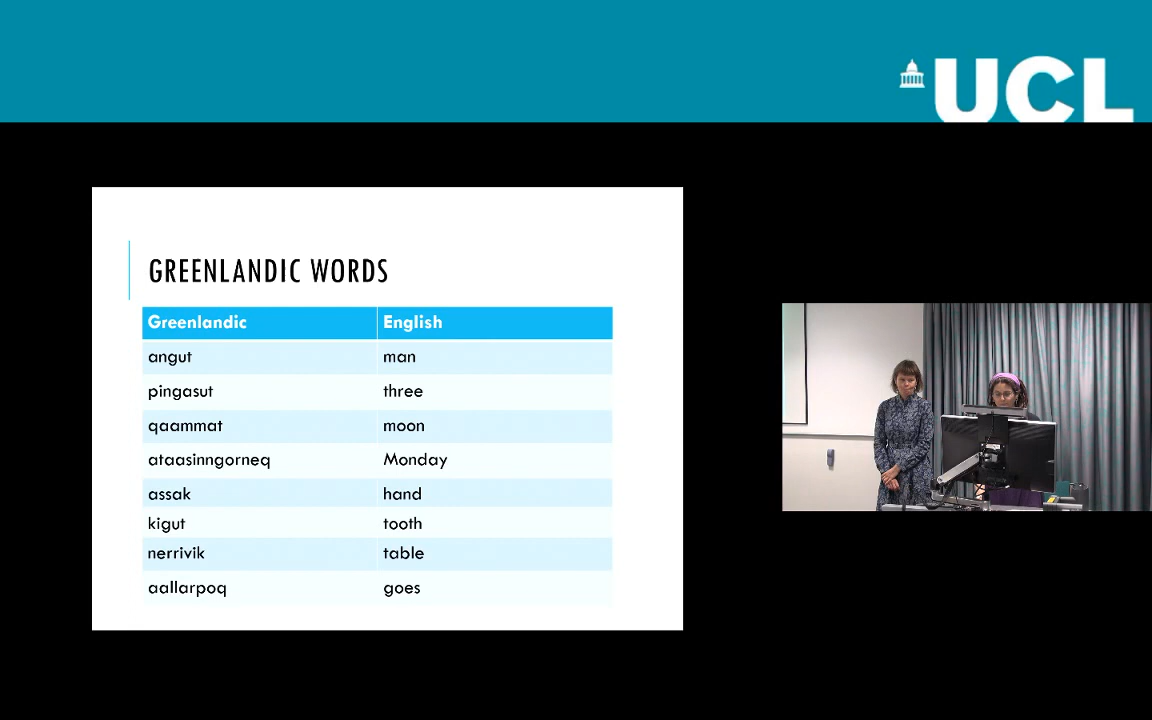 UCL
GREENLANDIC WORDS
Greenlandic English
angut man
pingasut three
qaammat moon
ataasinngorneq Monday
assak hand
kigut tooth
nerrivik table
aallarpoq goes